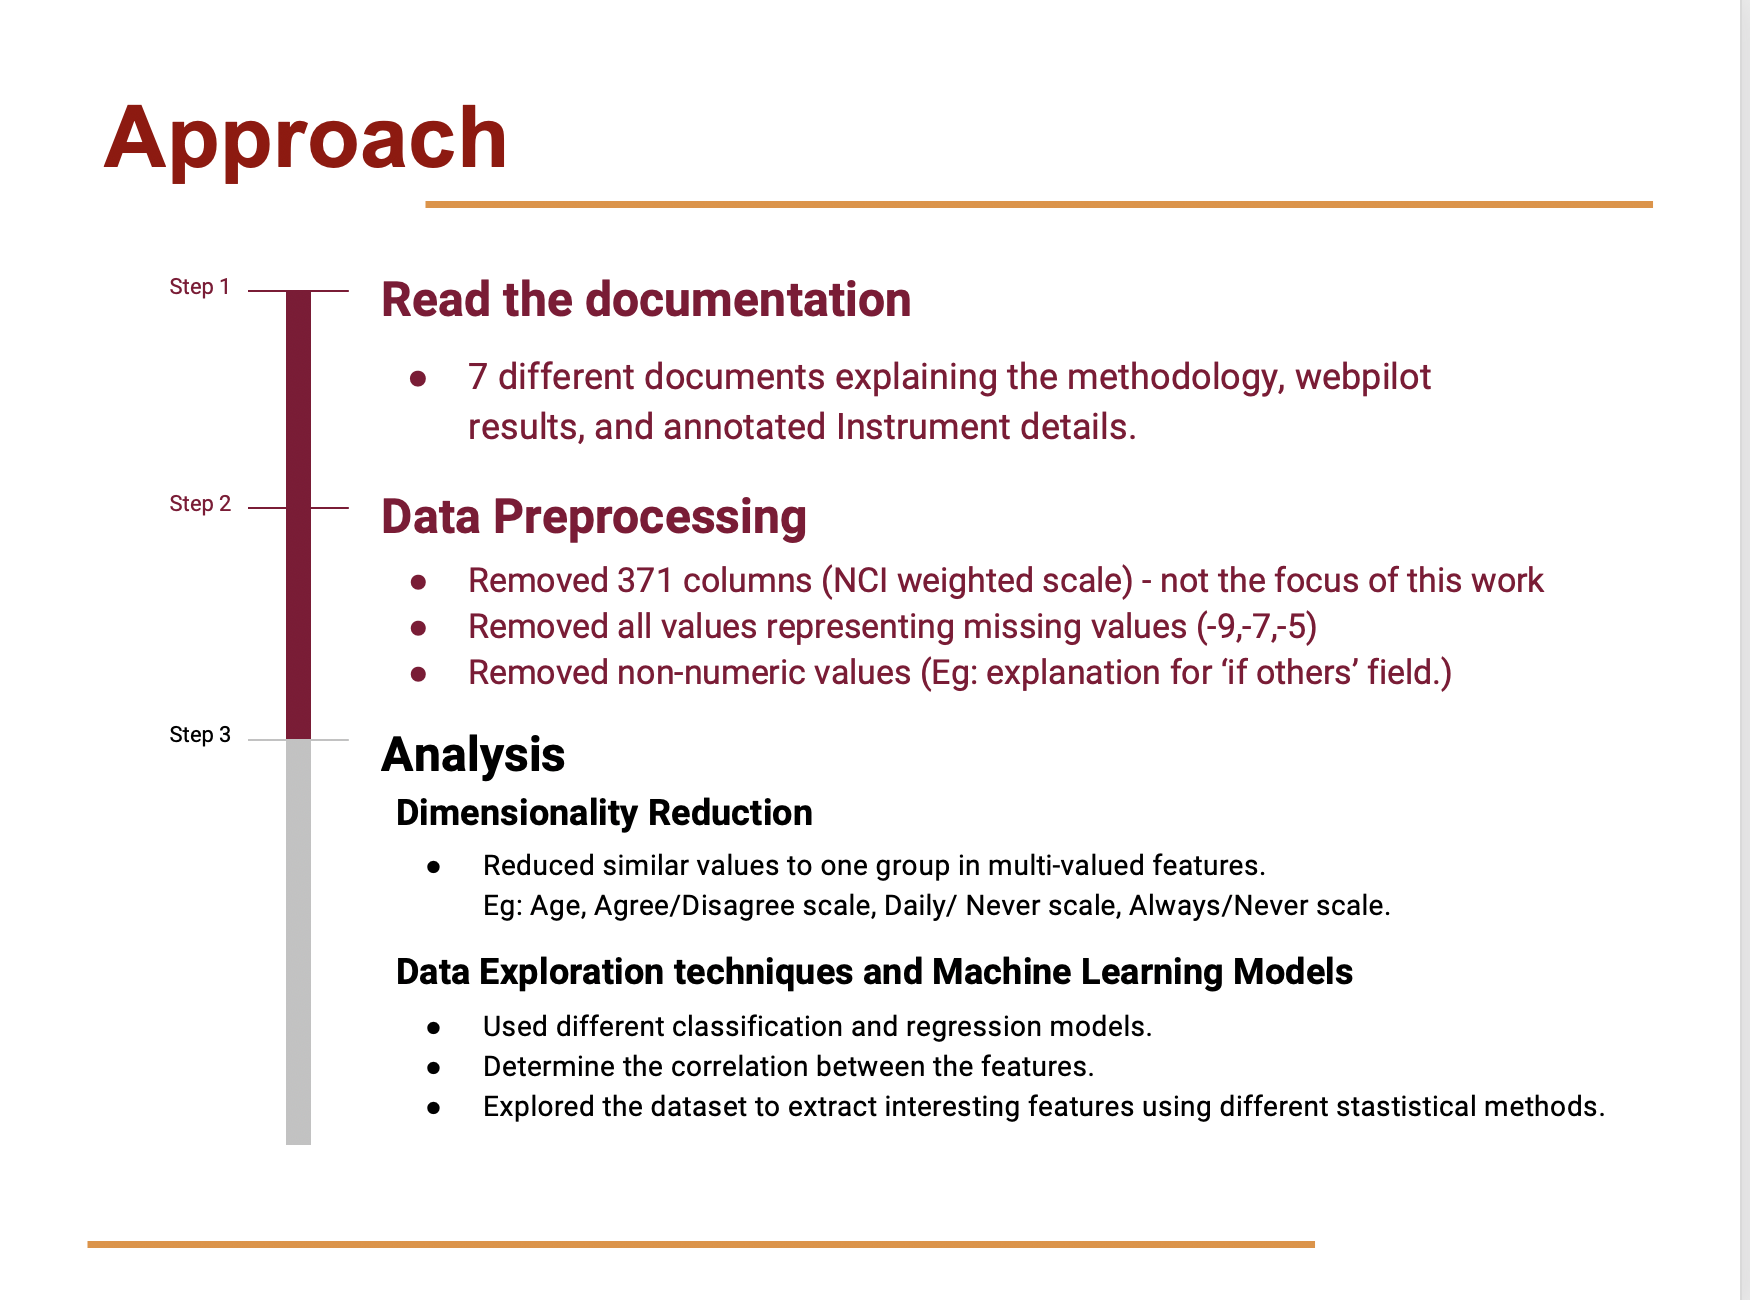 Approach
Step 1
Read the documentation
● 7 different documents explaining the methodology, webpilot
results, and annotated Instrument details.
Step 2
Data Preprocessing
● Removed 371 columns (NCI weighted scale) - not the focus of this work
● Removed all values representing missing values (-9,-7,-5)
● Removed non-numeric values (Eg: explanation for ‘if others’ field.)
Step 3
Analysis
Dimensionality Reduction
● Reduced similar values to one group in multi-valued features.
Eg: Age, Agree/Disagree scale, Daily/ Never scale, Always/Never scale.
Data Exploration techniques and Machine Learning Models
● Used different classification and regression models.
● Determine the correlation between the features.
● Explored the dataset to extract interesting features using different stastistical methods.